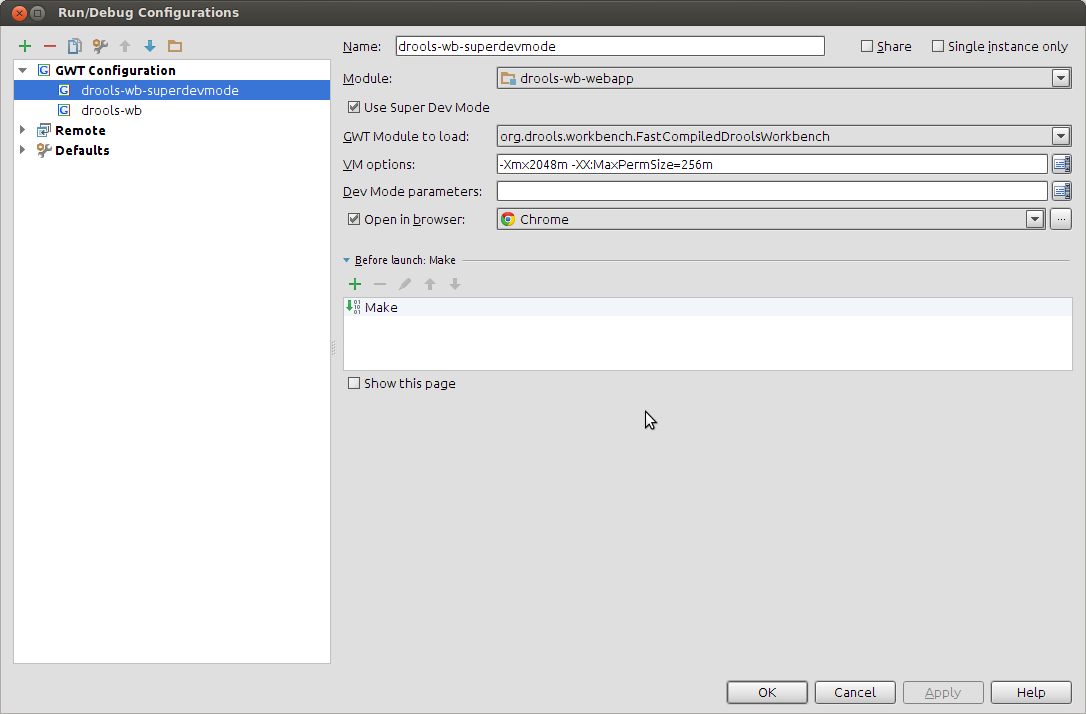 Run/Debug Configurations
Name: drools-wb-superdevmode Share Single instance only
GWT Configuration
drools-wb-superdevmode
drools-wb
Remote
Defaults
Module: drools-wb-webapp
Use Super Dev Mode
GWT Module to load: org.drools.workbench.FastCompiledDroolsWorkbench
VM options: -Xmx2048m -XX:MaxPermSize=256m
Dev Mode parameters:
Open in browser: Chrome ...
Before launch: Make
Make
Show this page
OK Cancel Apply Help